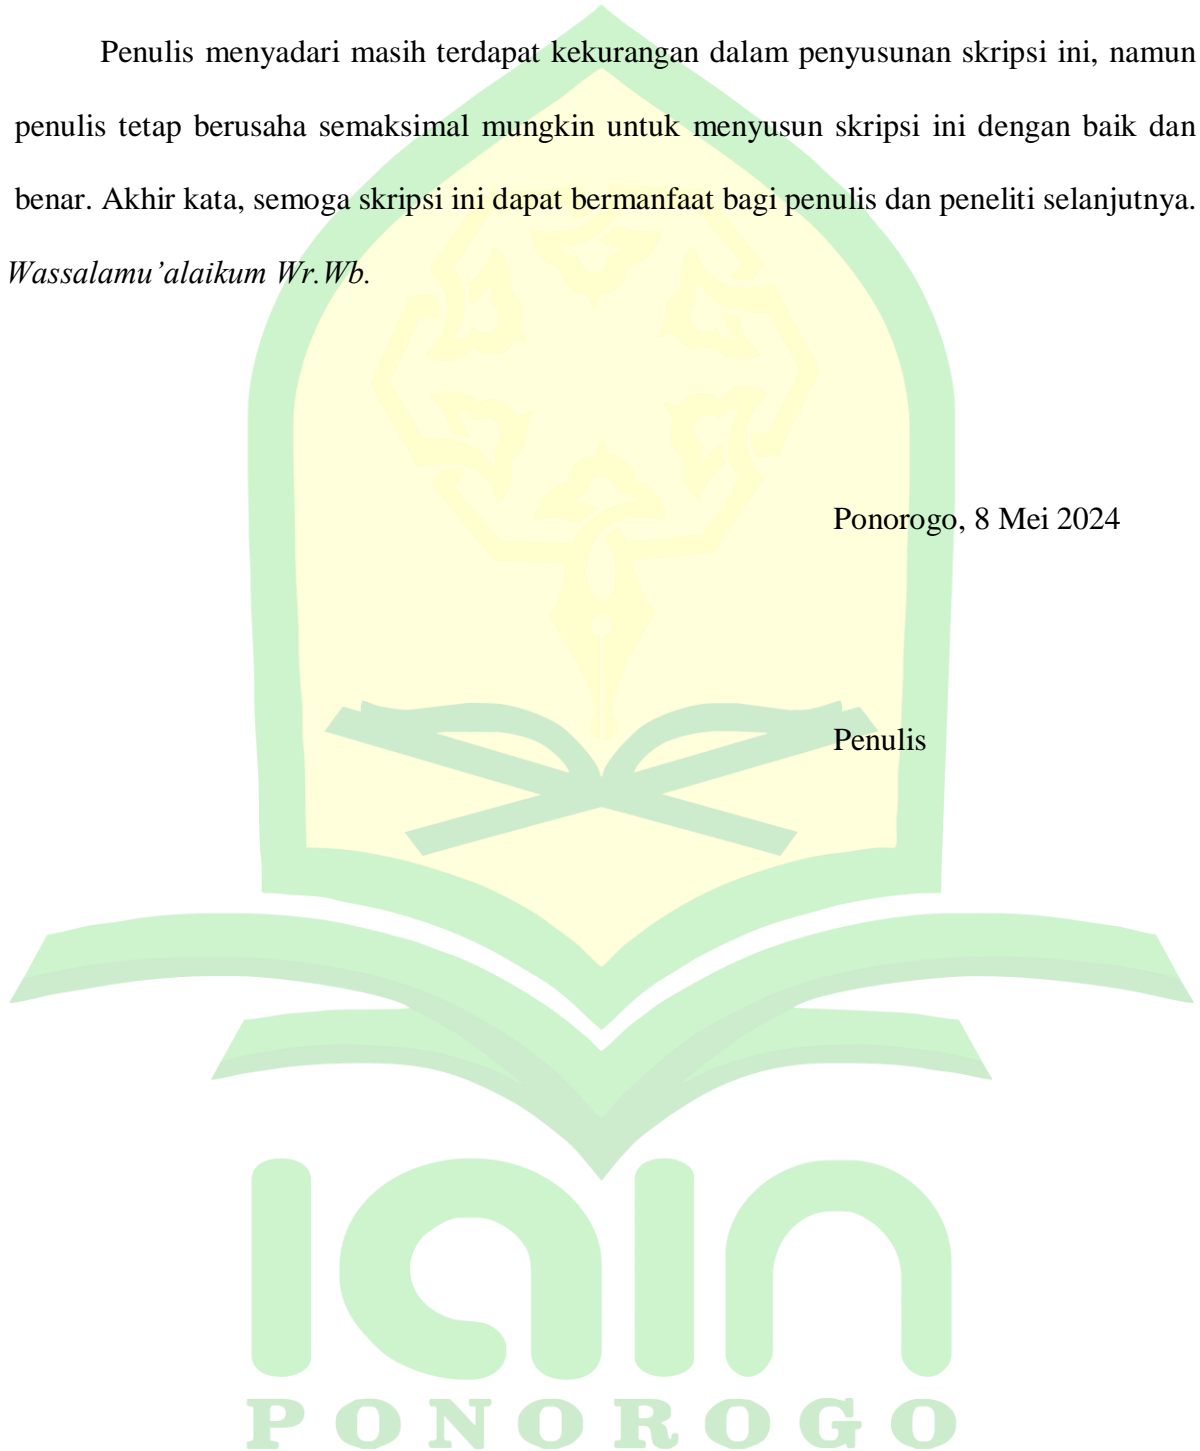 Penulis menyadari masih terdapat kekurangan dalam penyusunan skripsi ini, namun
penulis tetap berusaha semaksimal mungkin untuk menyusun skripsi ini dengan baik dan
benar. Akhir kata, semoga skripsi ini dapat bermanfaat bagi penulis dan peneliti selanjutnya.
Wassalamu’alaikum Wr.Wb.
Ponorogo, 8 Mei 2024
Penulis
iain
PONOROGO